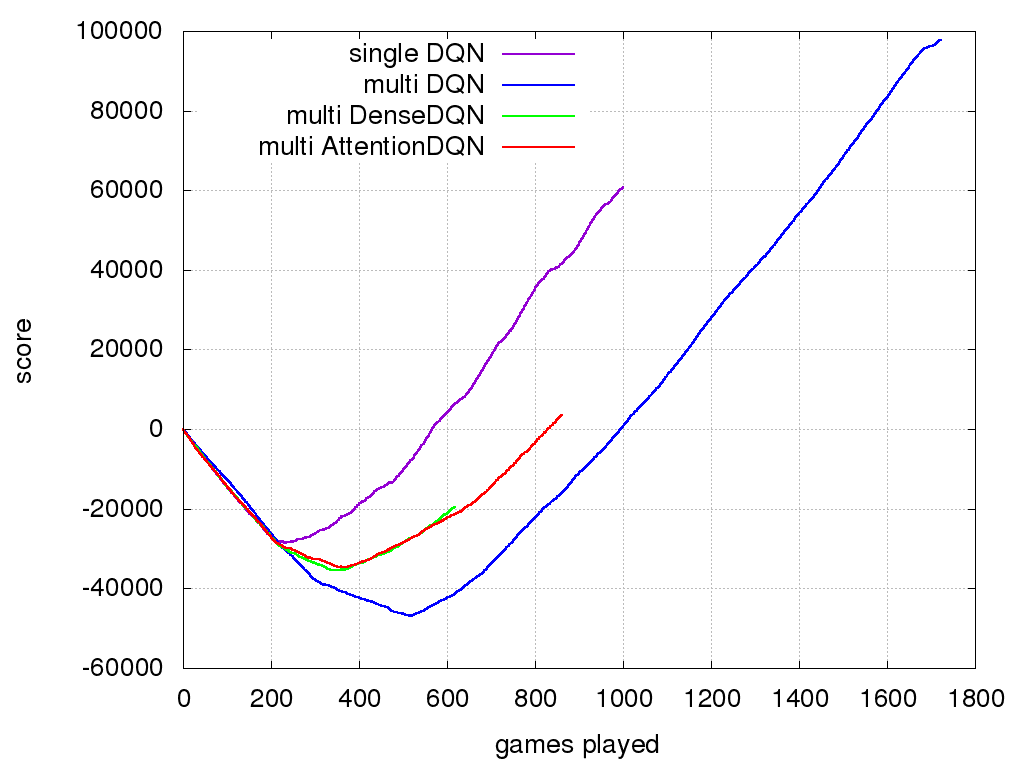 100000
80000
60000
40000
20000
0
-20000
-40000
-60000
single DQN
multi DQN
multi DenseDQN
multi AttentionDQN
score
0 200 400 600 800 1000 1200 1400 1600 1800
games played